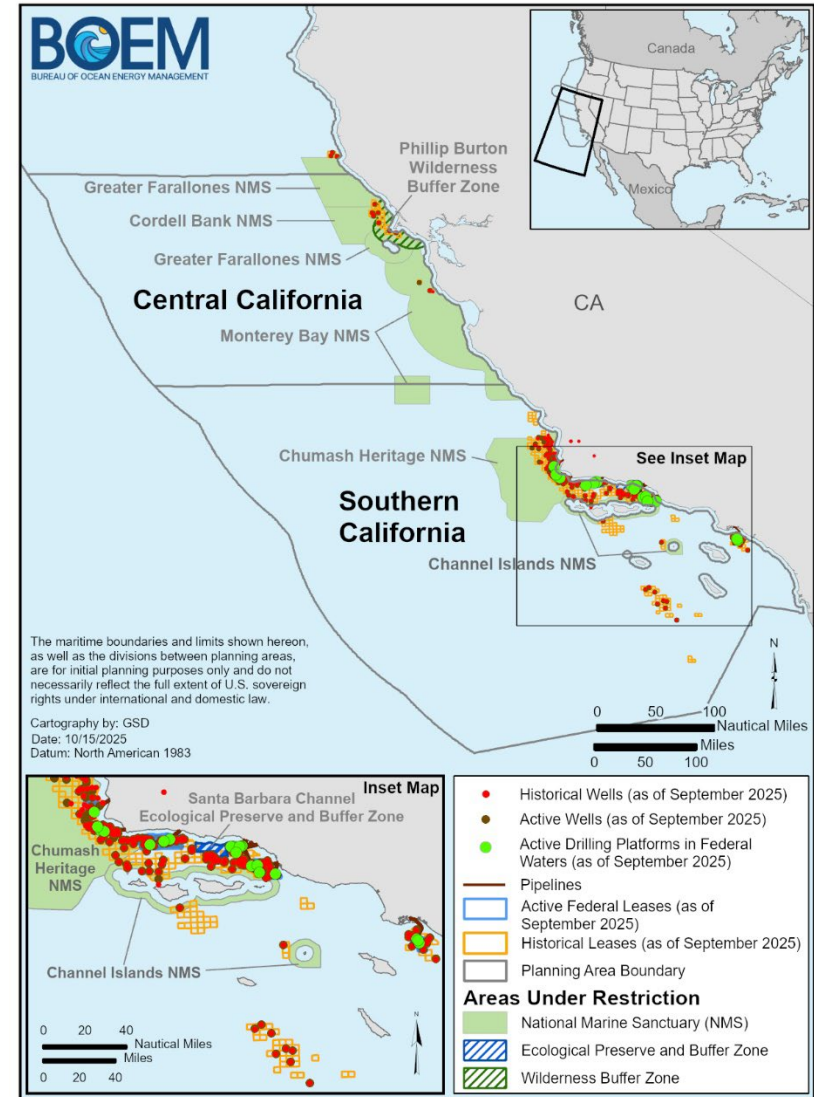 BOEM
BUREAU OF OCEAN ENERGY MANAGEMENT
Canada
Mexico
Phillip Burton
Wilderness
Buffer Zone
Greater Farallones NMS
Cordell Bank NMS
Greater Farallones NMS
Central California
CA
Monterey Bay NMS
Chumash Heritage NMS
See Inset Map
Southern
California
Channel Islands NMS
The maritime boundaries and limits shown hereon,
as well as the divisions between planning areas,
are for initial planning purposes only and do not
necessarily reflect the full extent of U.S. sovereign
rights under international and domestic law.
Cartography by: GSD
Date: 10/15/2025
Datum: North American 1983
N
0 50 100
Nautical Miles
Miles
0 50 100
Inset Map
Santa Barbara Channel
Ecological Preserve and Buffer Zone
Chumash
Heritage
NMS
Channel Islands NMS
0 20 40
Nautical Miles
Miles
0 20 40
N
Historical Wells (as of September 2025)
Active Wells (as of September 2025)
Active Drilling Platforms in Federal
Waters (as of September 2025)
Pipelines
Active Federal Leases (as of
September 2025)
Historical Leases (as of September 2025)
Planning Area Boundary
Areas Under Restriction
National Marine Sanctuary (NMS)
Ecological Preserve and Buffer Zone
Wilderness Buffer Zone